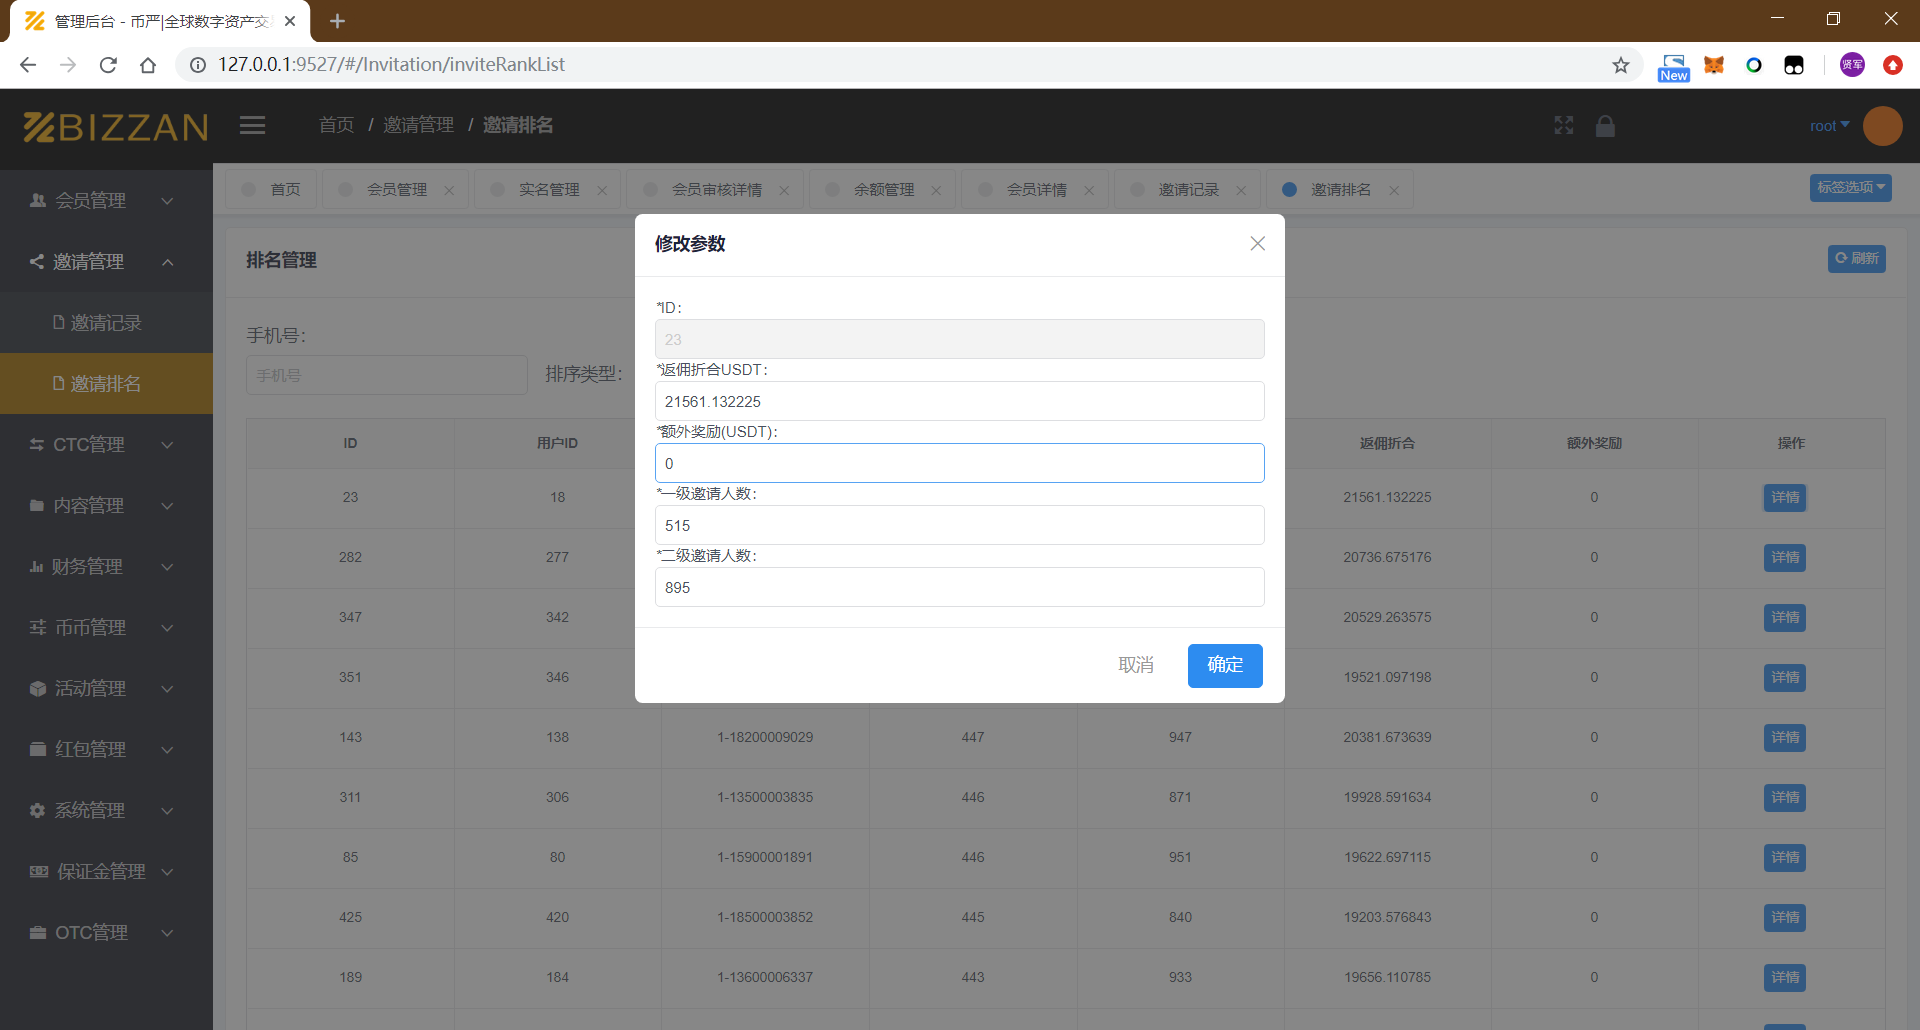 管理后台 - 币严|全球数字资产交
127.0.0.1:9527/#/Invitation/inviteRankList
New
贤军
BIZZAN
首页 / 邀请管理 / 邀请排名
root
首页
会员管理
实名管理
会员审核详情
余额管理
会员详情
邀请记录
邀请排名
标签选项
会员管理
邀请管理
邀请记录
邀请排名
CTC管理
内容管理
财务管理
币币管理
活动管理
红包管理
系统管理
保证金管理
OTC管理
排名管理
刷新
手机号：
手机号
排序类型：
修改参数
*ID：
23
*返佣折合USDT：
21561.132225
*额外奖励(USDT)：
0
*一级邀请人数：
515
*二级邀请人数：
895
取消
确定
ID 用户ID 返佣折合 额外奖励 操作
23 18 21561.132225 0 详情
282 277 20736.675176 0 详情
347 342 20529.263575 0 详情
351 346 19521.097198 0 详情
143 138 1-18200009029 447 947 20381.673639 0 详情
311 306 1-13500003835 446 871 19928.591634 0 详情
85 80 1-15900001891 446 951 19622.697115 0 详情
425 420 1-18500003852 445 840 19203.576843 0 详情
189 184 1-13600006337 443 933 19656.110785 0 详情